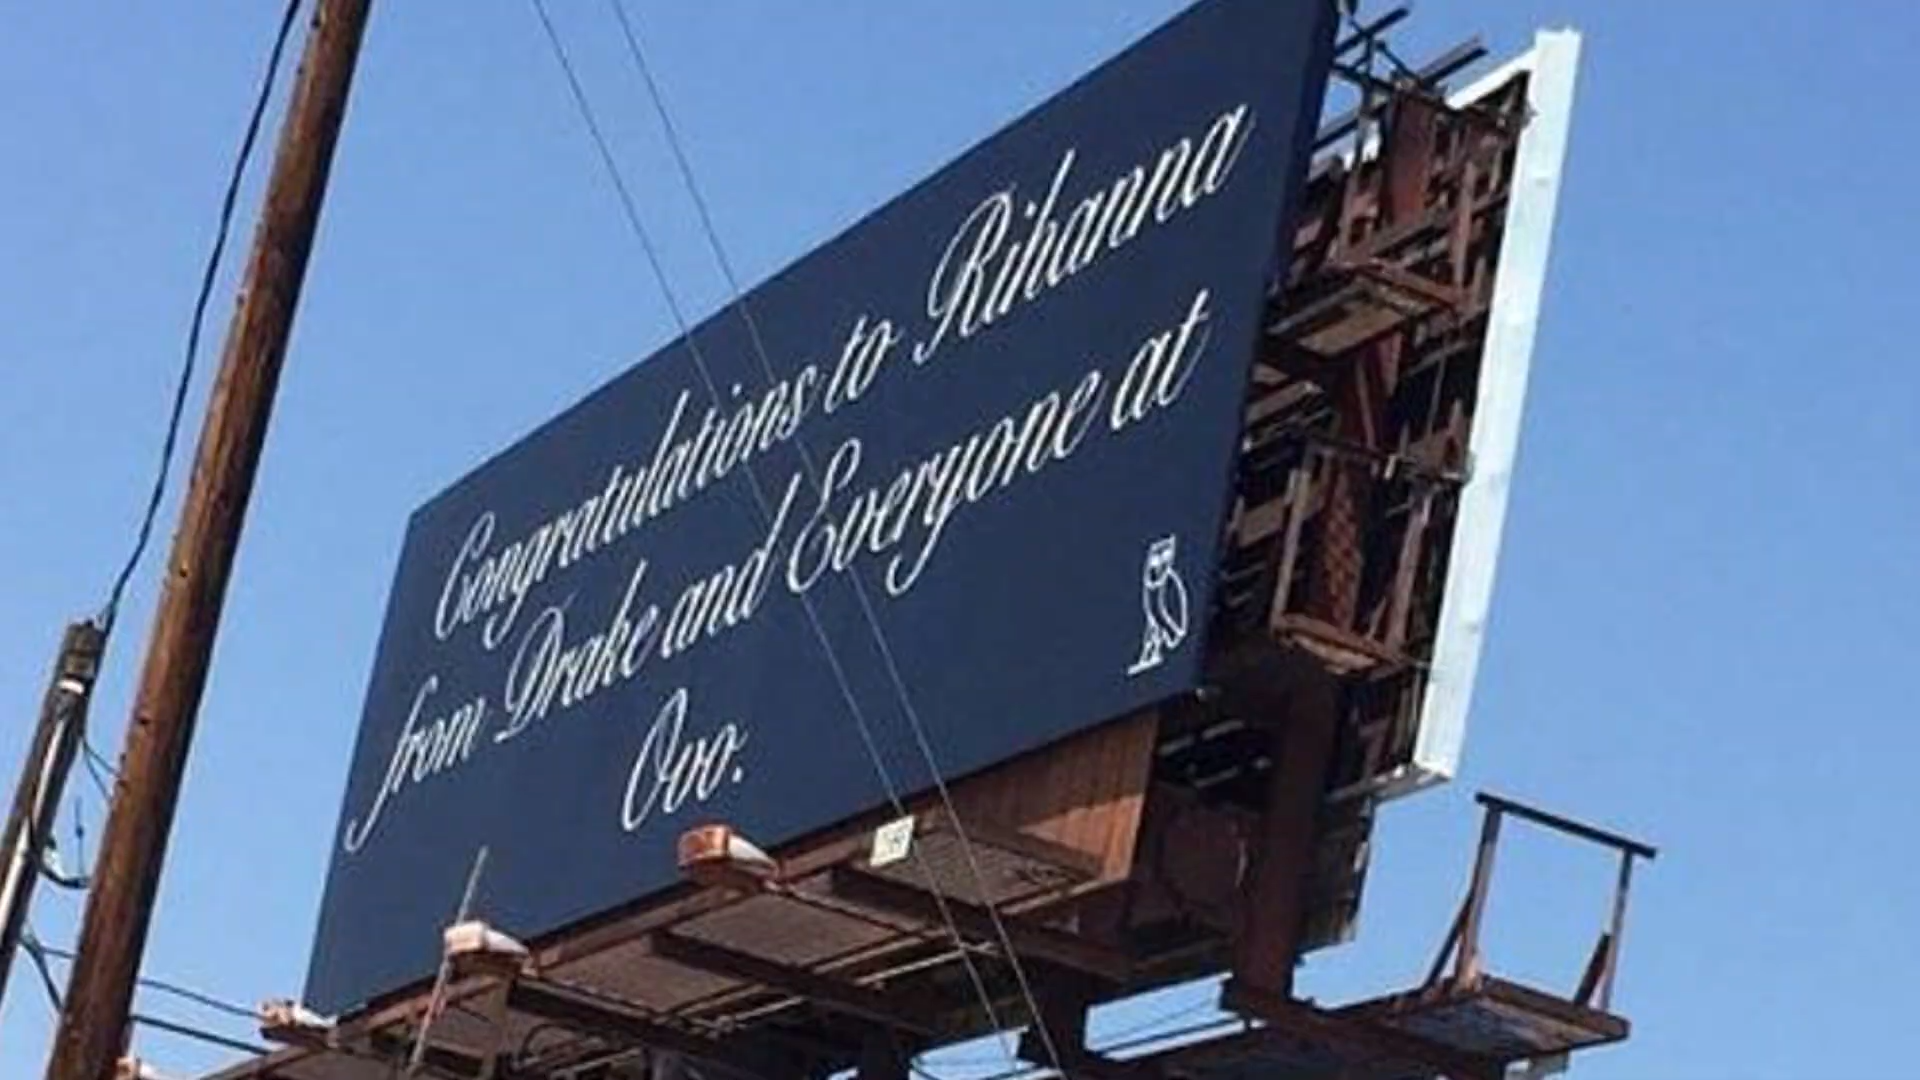 Congratulations to Rihanna
from Drake and Everyone at
Ovo.